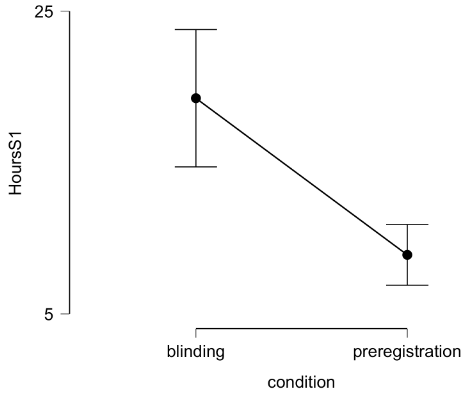 25
HoursS1
5
blinding
preregistration
condition